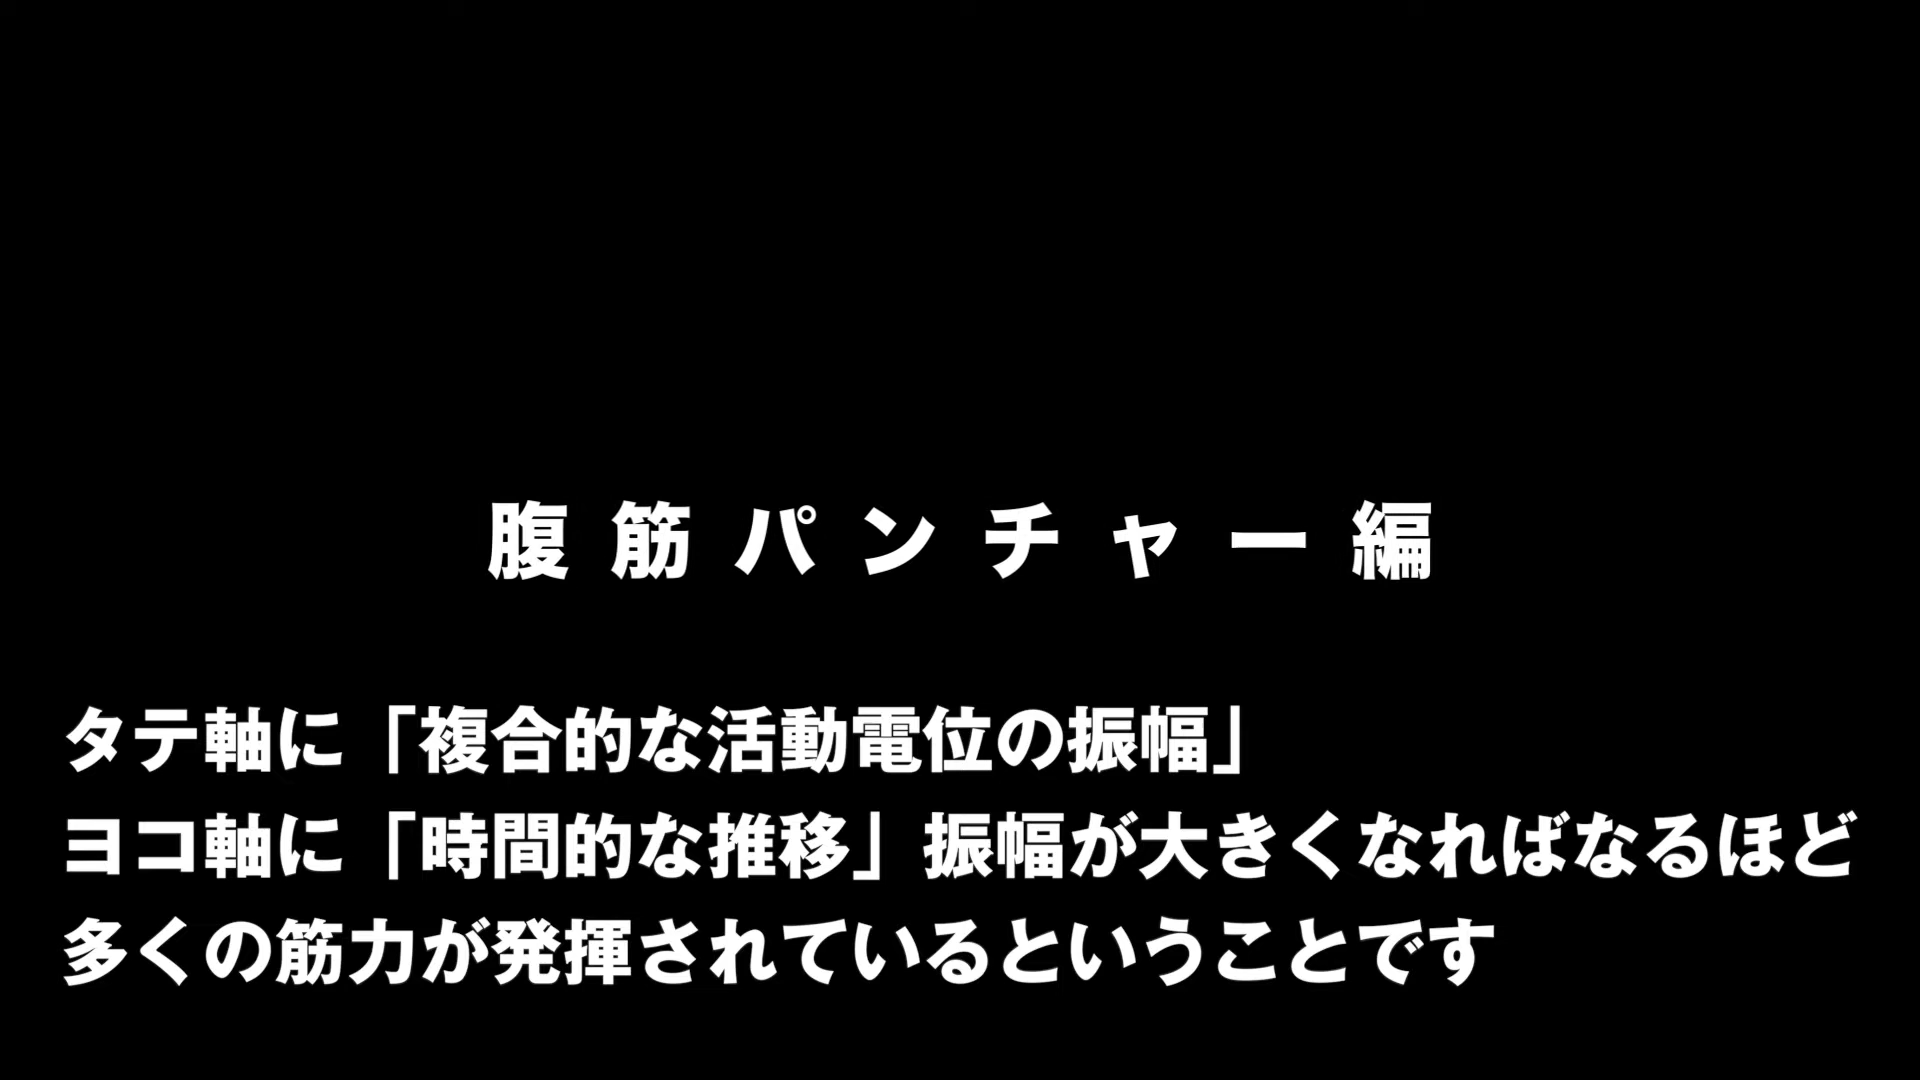 腹筋パンチャー編
タテ軸に「複合的な活動電位の振幅」
ヨコ軸に「時間的な推移」振幅が大きくなればなるほど
多くの筋力が発揮されているということです